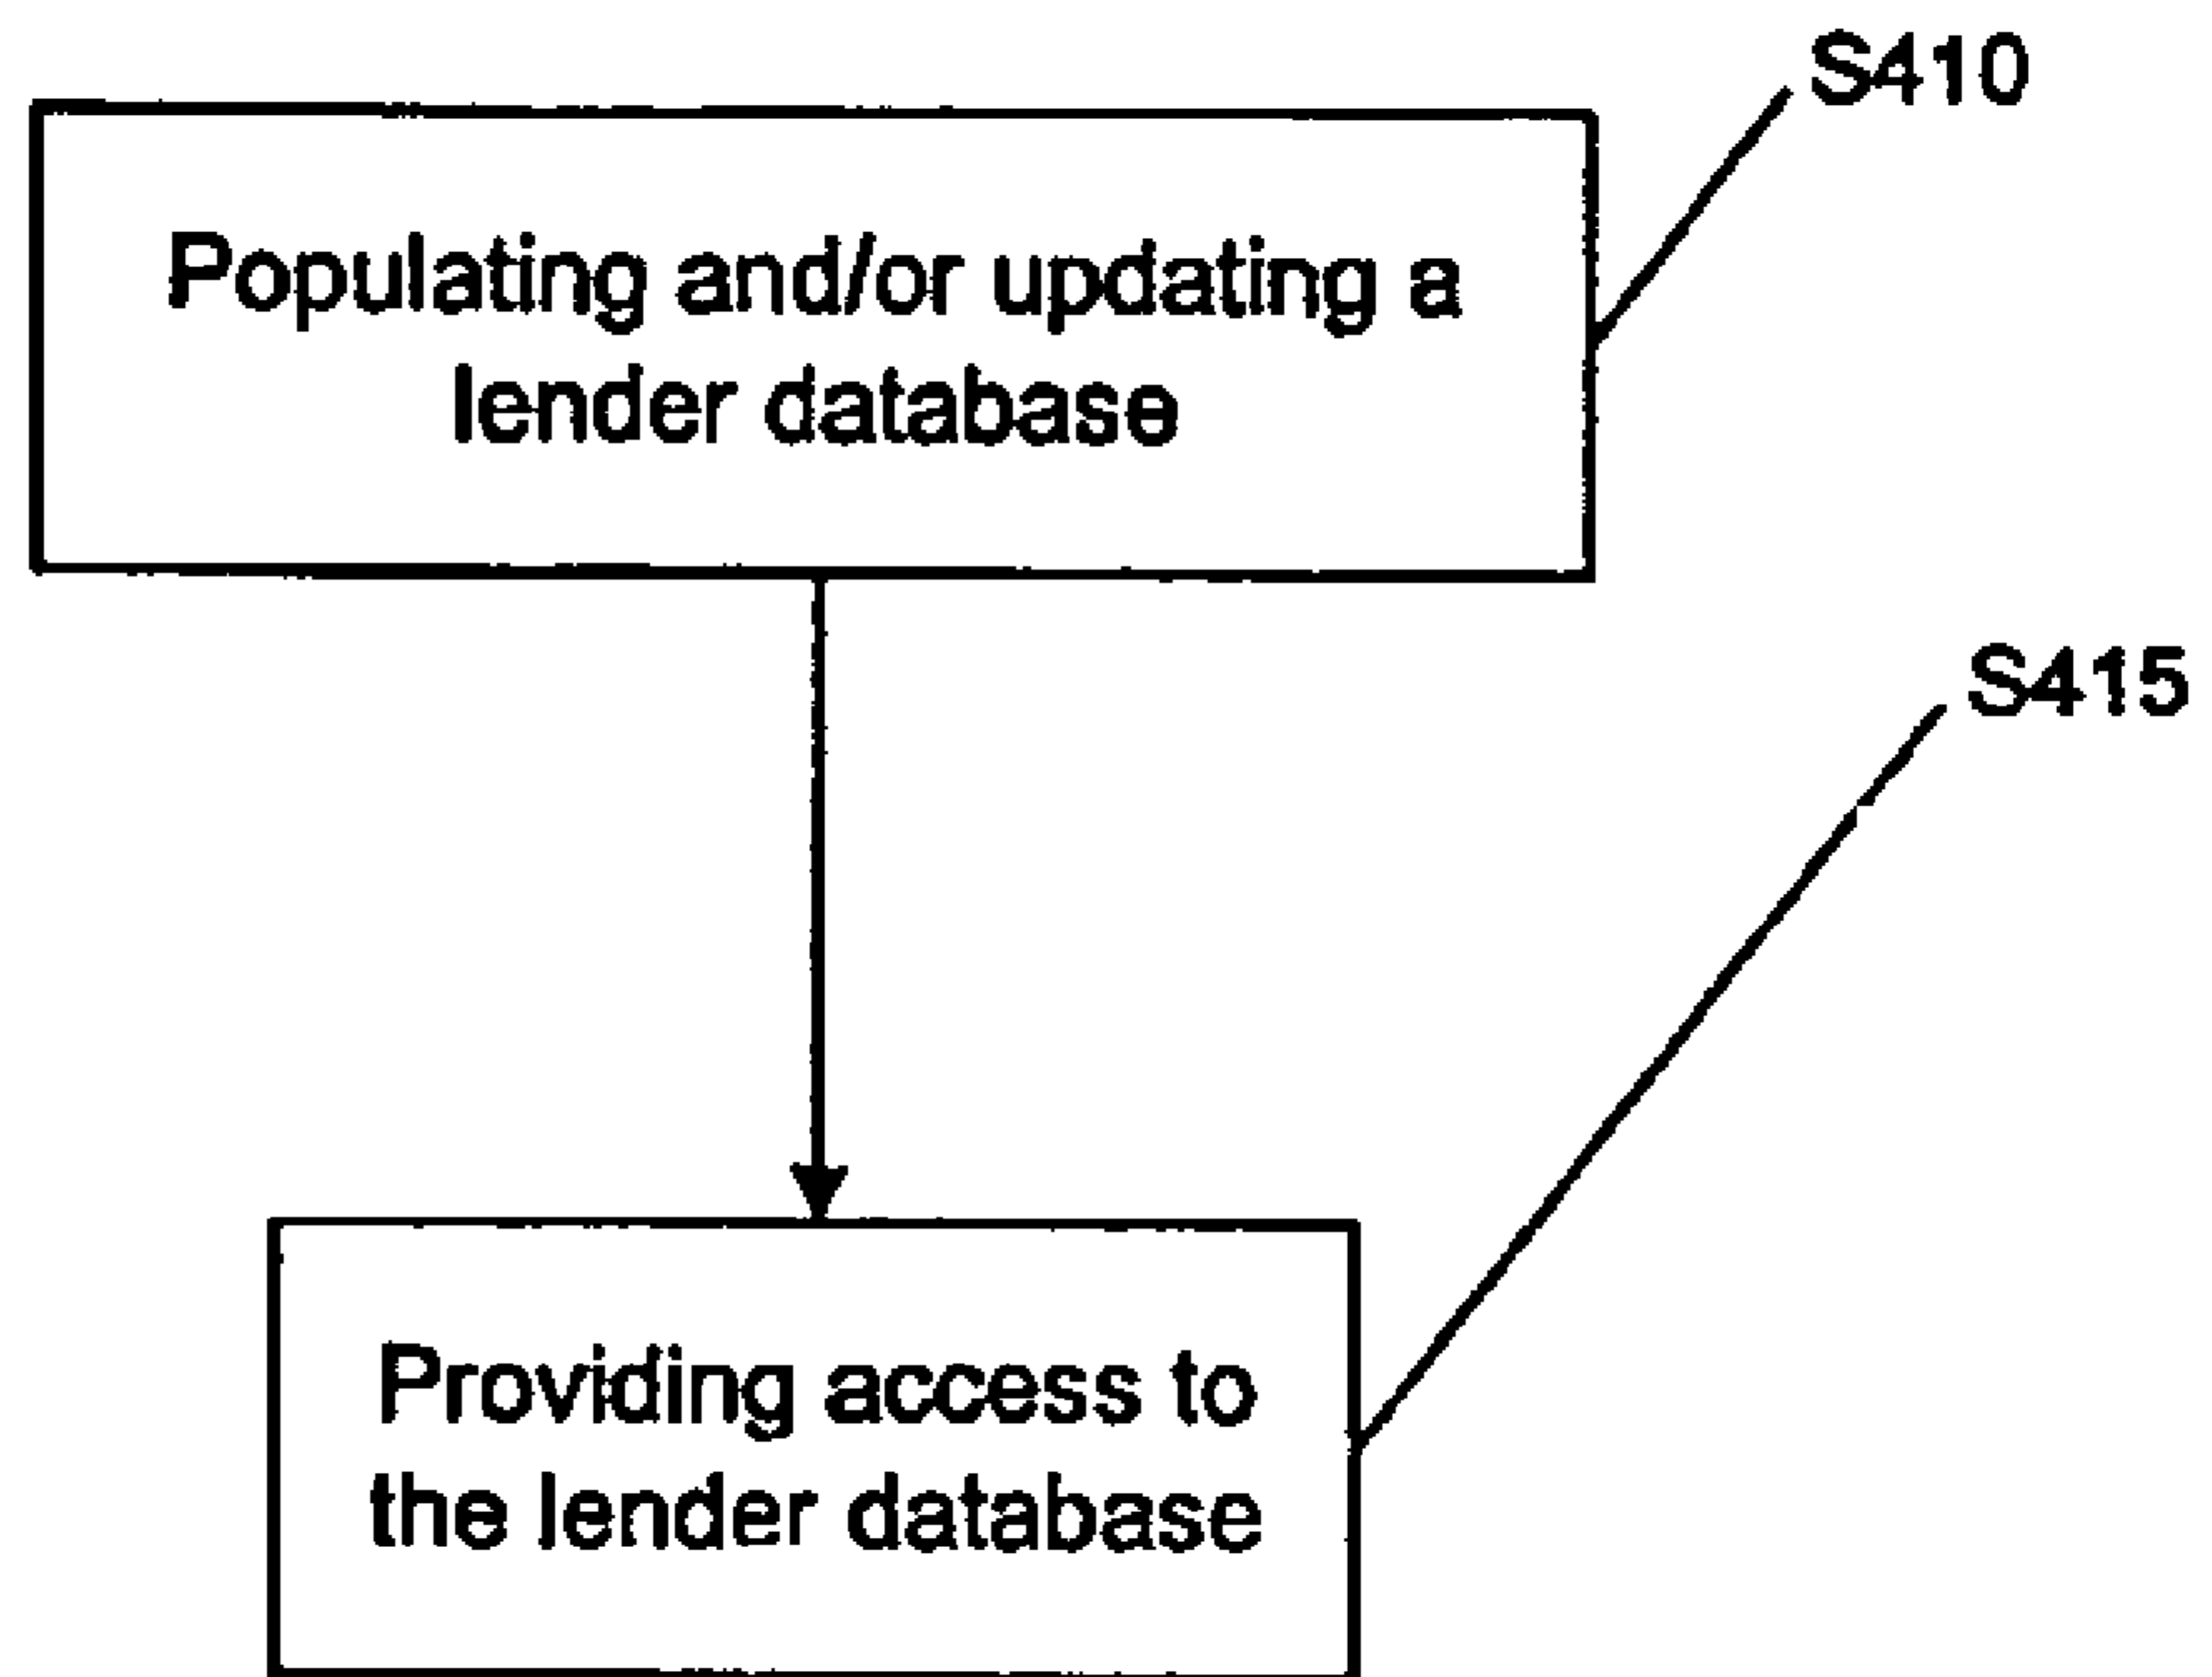 S410
Populating and/or updating a
lender database
S415
Providing access to
the lender database